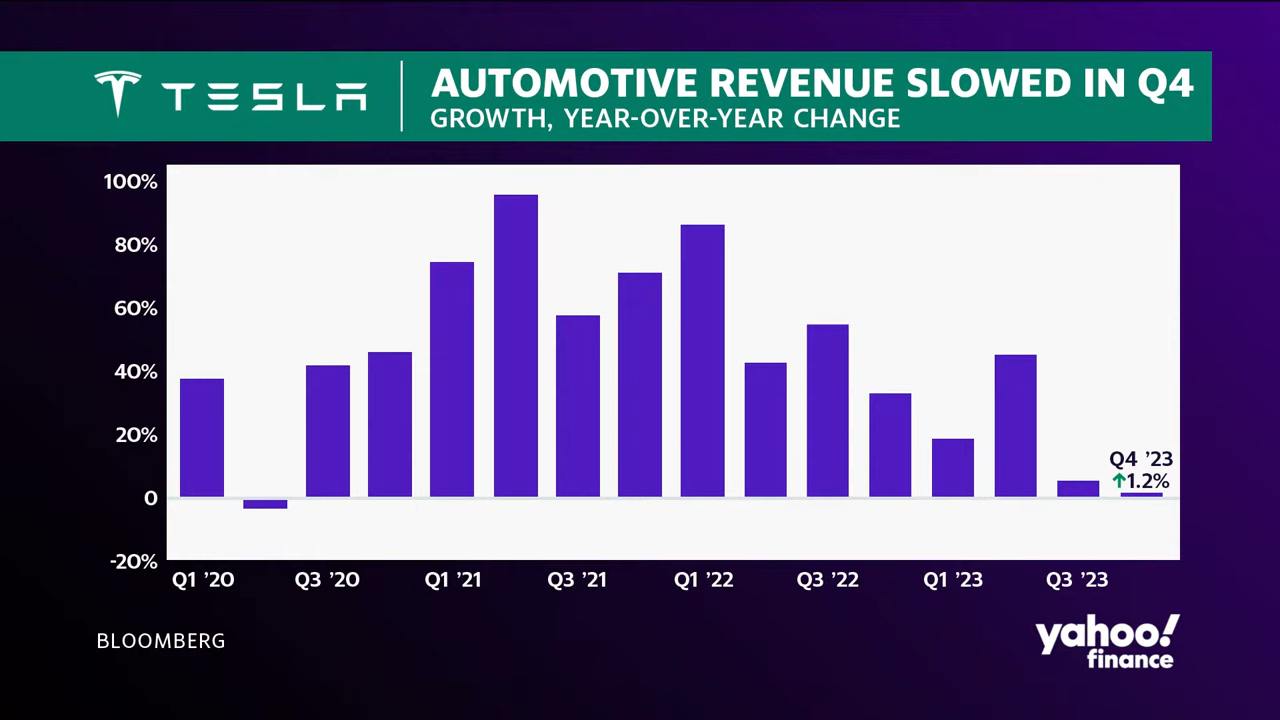 TESLA
AUTOMOTIVE REVENUE SLOWED IN Q4
GROWTH, YEAR-OVER-YEAR CHANGE
100%
80%
60%
40%
20%
0
-20%
Q4 ’23
↑1.2%
Q1 ’20 Q3 ’20 Q1 ’21 Q3 ’21 Q1 ’22 Q3 ’22 Q1 ’23 Q3 ’23
BLOOMBERG
yahoo!
finance